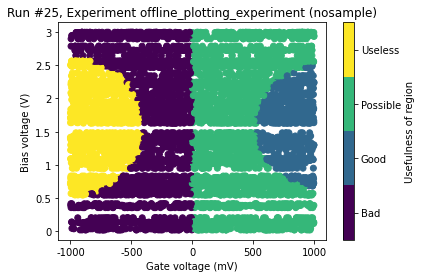 Run #25, Experiment offline_plotting_experiment (nosample)
3
2.5
2
1.5
1
0.5
0
Bias voltage (V)
-1000
-500
0
500
1000
Gate voltage (mV)
Useless
Possible
Good
Bad
Usefulness of region